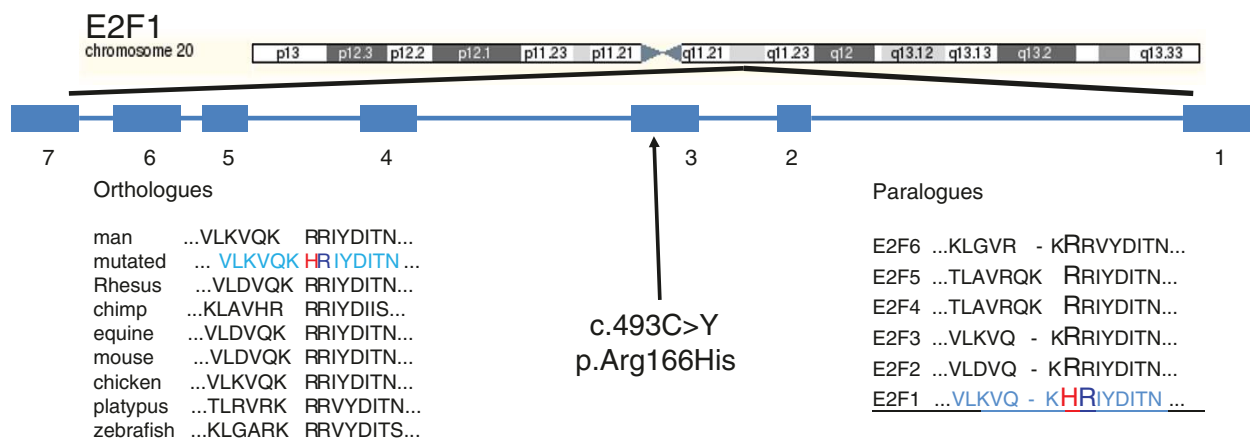 E2F1
chromosome 20
p13 p12.3 p12.2 p12.1 p11.23 p11.21 q11.21 q11.23 q12 q13.12 q13.13 q13.2 q13.33
7 6 5 4 3 2 1
Orthologues
man ...VLKVQK RRIYDITN...
mutated ... VLKVQK HR IYDITN ...
Rhesus ...VLDVQK RRIYDITN...
chimp ...KLAVHR RRIYDIIS...
equine ...VLDVQK RRIYDITN...
mouse ...VLDVQK RRIYDITN...
chicken ...VLKVQK RRIYDITN...
platypus ...TLRVRK RRVYDITN...
zebrafish ...KLGARK RRVYDITS...
c.493C>Y
p.Arg166His
Paralogues
E2F6 ...KLGVR - KRRVYDITN...
E2F5 ...TLAVRQK RRIYDITN...
E2F4 ...TLAVRQK RRIYDITN...
E2F3 ...VLKVQ - KRRIYDITN...
E2F2 ...VLDVQ - KRRIYDITN...
E2F1 ...VLKVQ - KHRIYDITN ...